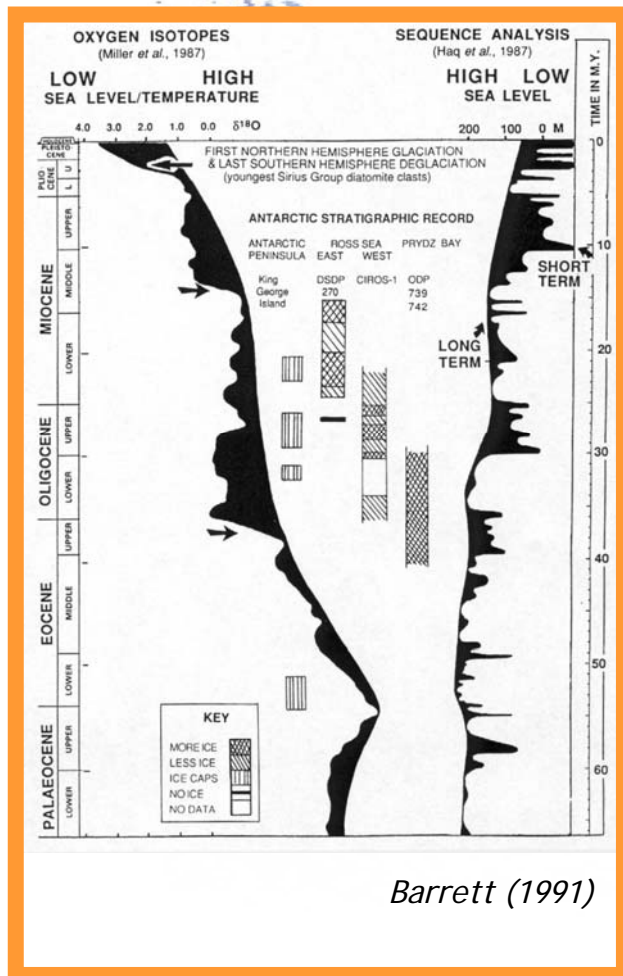 OXYGEN ISOTOPES
(Miller et al., 1987)
LOW HIGH
SEA LEVEL/TEMPERATURE
4.0 3.0 2.0 1.0 0.0 δ18O
SEQUENCE ANALYSIS
(Haq et al., 1987)
HIGH LOW
SEA LEVEL
200 100 0 M
TIME IN M.Y.
0
10
20
30
40
50
60
PLEISTO
CENE
PLIO
CENE
U
L
MIOCENE
UPPER
MIDDLE
LOWER
OLIGOCENE
UPPER
LOWER
EOCENE
UPPER
MIDDLE
LOWER
PALAEOCENE
UPPER
LOWER
FIRST NORTHERN HEMISPHERE GLACIATION
& LAST SOUTHERN HEMISPHERE DEGLACIATION
(youngest Sirius Group diatomite clasts)
ANTARCTIC STRATIGRAPHIC RECORD
ANTARCTIC ROSS SEA PRYDZ BAY
PENINSULA EAST WEST
King DSDP CIROS-1 ODP
George 270 739
Island 742
SHORT
TERM
LONG
TERM
KEY
MORE ICE
LESS ICE
ICE CAPS
NO ICE
NO DATA
Barrett (1991)